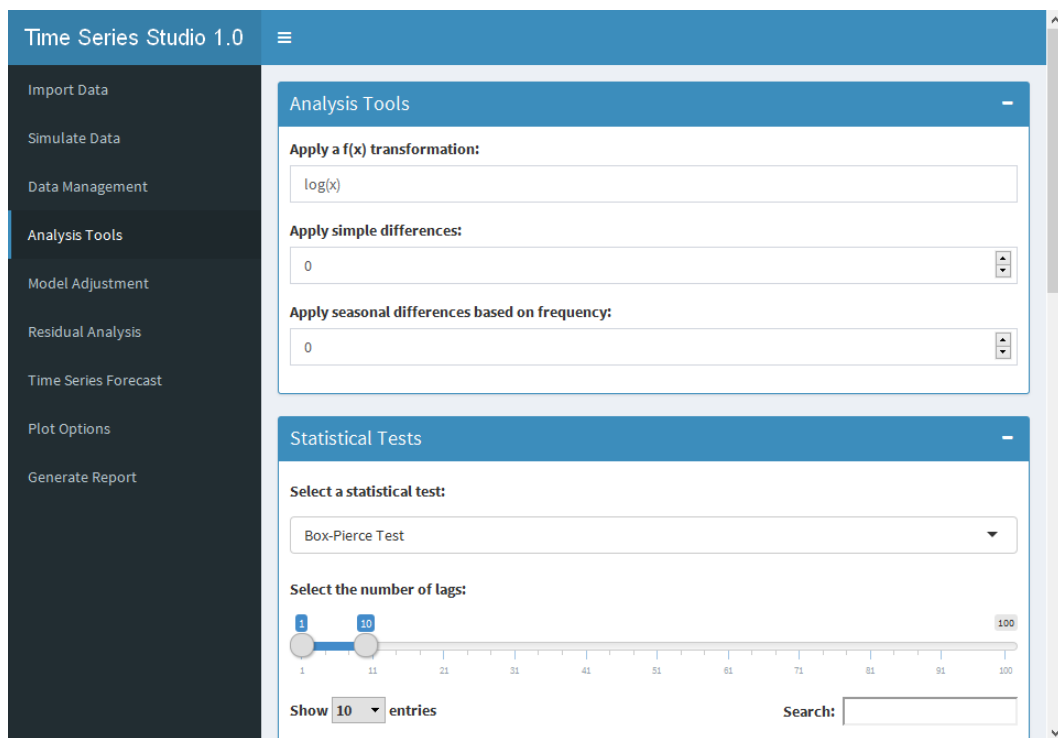 Time Series Studio 1.0
Import Data
Simulate Data
Data Management
Analysis Tools
Model Adjustment
Residual Analysis
Time Series Forecast
Plot Options
Generate Report
Analysis Tools
Apply a f(x) transformation:
log(x)
Apply simple differences:
0
Apply seasonal differences based on frequency:
0
Statistical Tests
Select a statistical test:
Box-Pierce Test
Select the number of lags:
1 10 100
1 11 21 31 41 51 61 71 81 91 100
Show 10 entries Search: